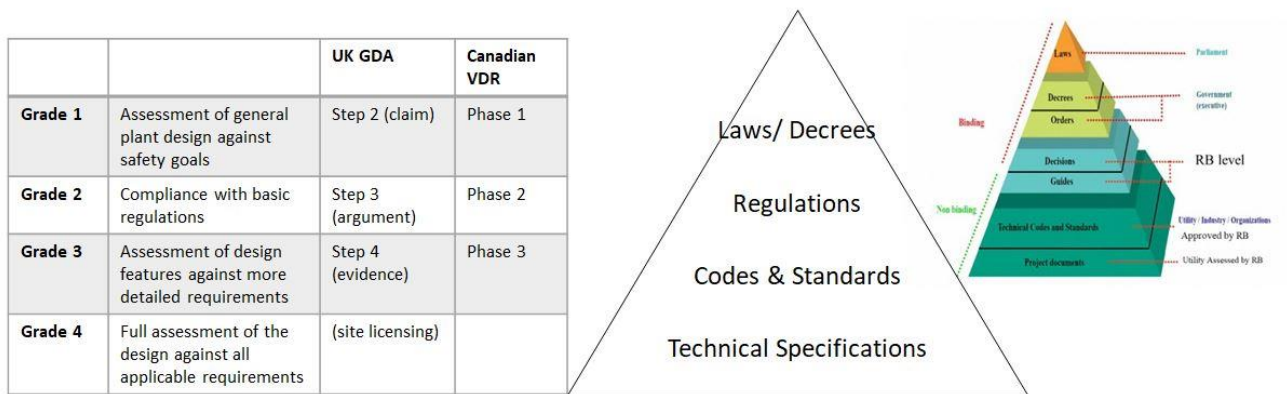 UK GDA
Canadian
VDR
Grade 1
Assessment of general
plant design against
safety goals
Step 2 (claim)
Phase 1
Grade 2
Compliance with basic
regulations
Step 3
(argument)
Phase 2
Grade 3
Assessment of design
features against more
detailed requirements
Step 4
(evidence)
Phase 3
Grade 4
Full assessment of the
design against all
applicable requirements
(site licensing)
Laws/ Decrees
Regulations
Codes & Standards
Technical Specifications
Laws
Parliament
Decrees
Government
(executive)
Orders
Binding
Decisions
RB level
Guides
Non binding
Technical Codes and Standards
Utility / Industry / Organizations
Approved by RB
Project documents
Utility Assessed by RB